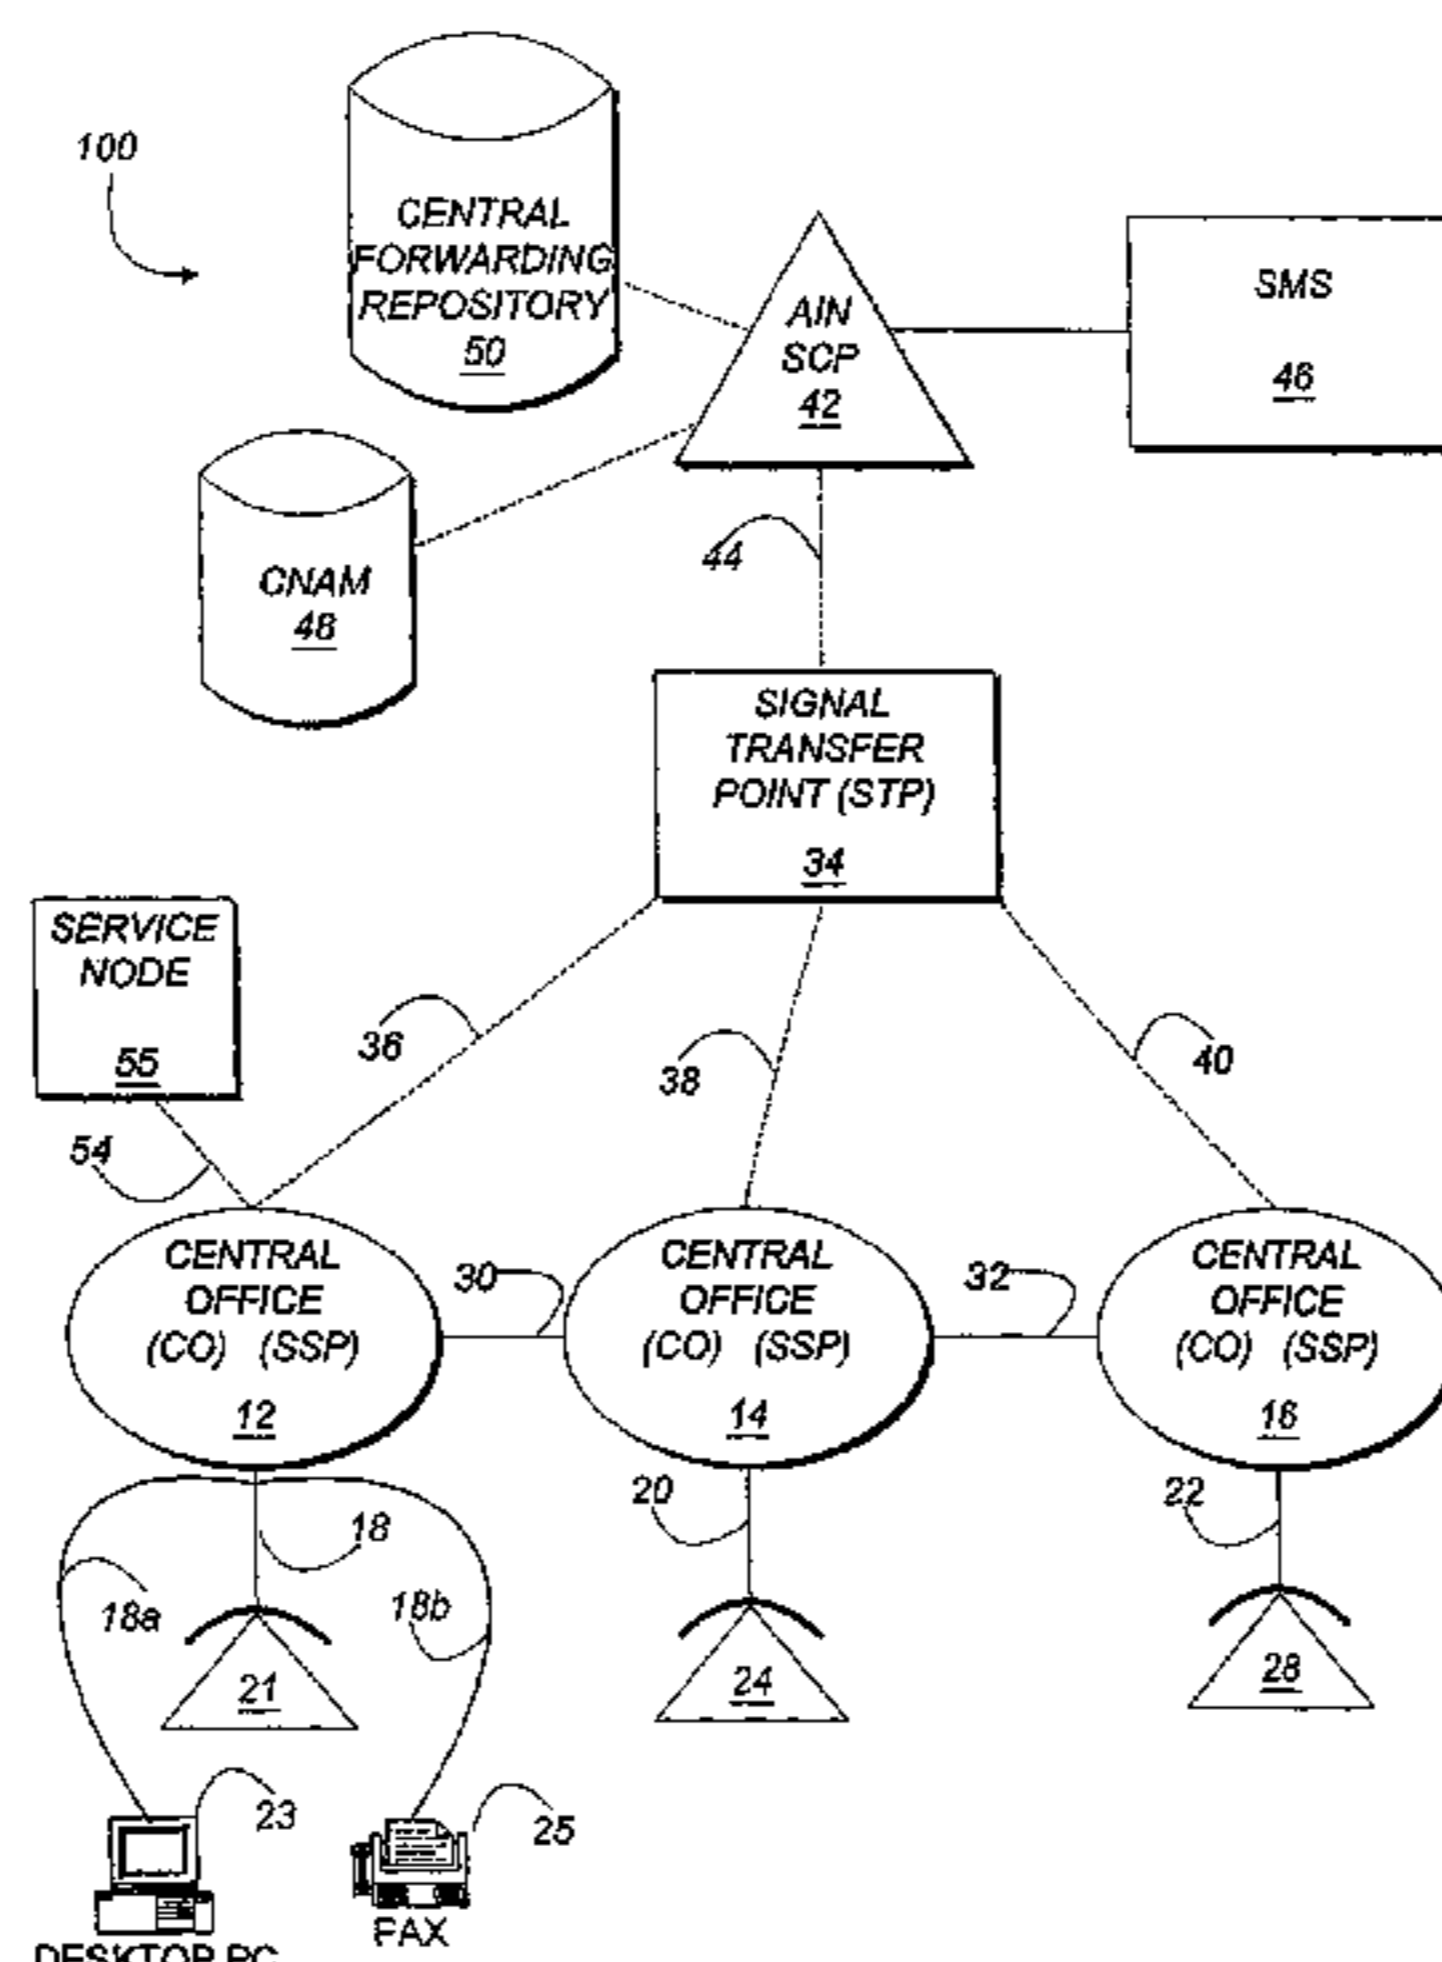 100
CENTRAL
FORWARDING
REPOSITORY
50
AIN
SCP
42
SMS
46
CNAM
48
44
SIGNAL
TRANSFER
POINT (STP)
34
SERVICE
NODE
55
36
38
40
54
CENTRAL
OFFICE
(CO) (SSP)
12
30
CENTRAL
OFFICE
(CO) (SSP)
14
32
CENTRAL
OFFICE
(CO) (SSP)
16
18
20
22
18a
18b
21
24
28
23
25
FAX
DESKTOP PC